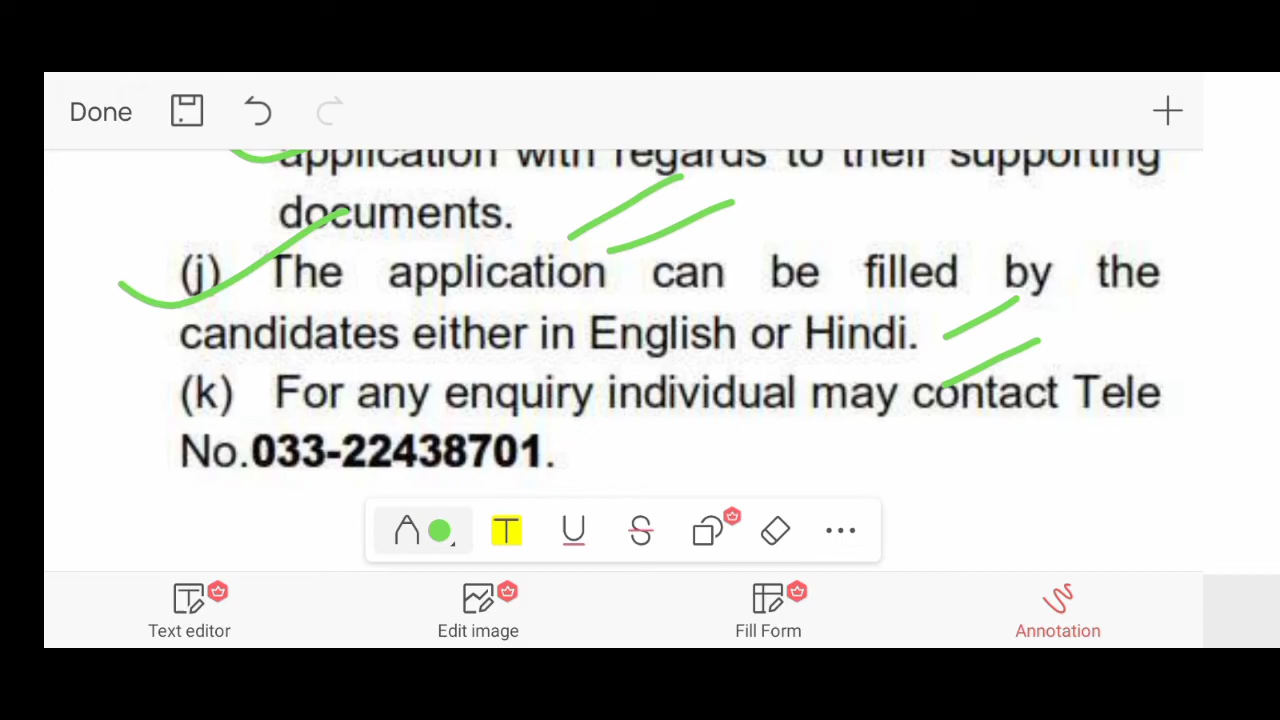 Done
application with regards to their supporting
documents.
(j) The application can be filled by the
candidates either in English or Hindi.
(k) For any enquiry individual may contact Tele
No.033-22438701.
T U S
Text editor Edit image Fill Form Annotation